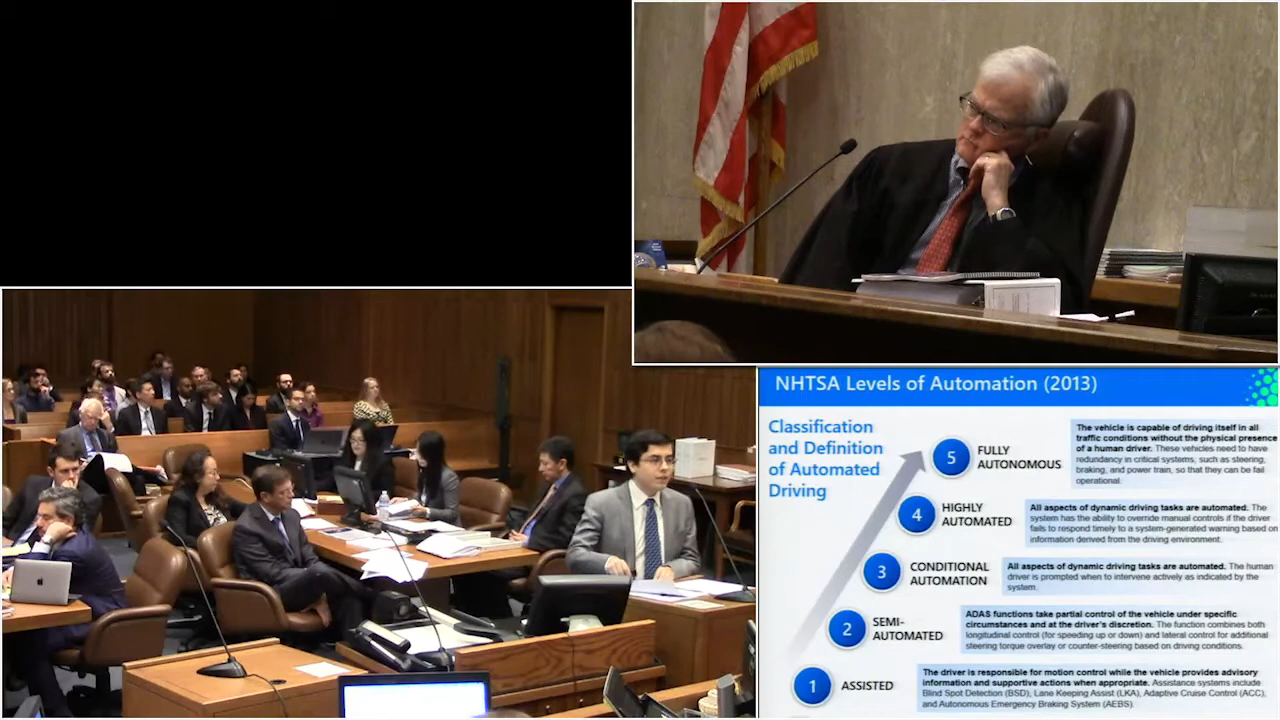 NHTSA Levels of Automation (2013)
Classification
and Definition
of Automated
Driving
5
FULLY
AUTONOMOUS
The vehicle is capable of driving itself in all
traffic conditions without the physical presence
of a human driver. These vehicles need to have
redundancy in critical systems, such as steering,
braking, and power train, so that they can be fail
operational.
4
HIGHLY
AUTOMATED
All aspects of dynamic driving tasks are automated. The
system has the ability to override manual controls if the driver
fails to respond timely to a system-generated warning based on
information derived from the driving environment.
3
CONDITIONAL
AUTOMATION
All aspects of dynamic driving tasks are automated. The human
driver is prompted when to intervene actively as indicated by the
system.
2
SEMI-
AUTOMATED
ADAS functions take partial control of the vehicle under specific
circumstances and at the driver's discretion. The function combines both
longitudinal control (for speeding up or down) and lateral control for additional
steering torque overlay or counter-steering based on driving conditions.
1
ASSISTED
The driver is responsible for motion control while the vehicle provides advisory
information and supportive actions when appropriate. Assistance systems include
Blind Spot Detection (BSD), Lane Keeping Assist (LKA), Adaptive Cruise Control (ACC),
and Autonomous Emergency Braking System (AEBS).